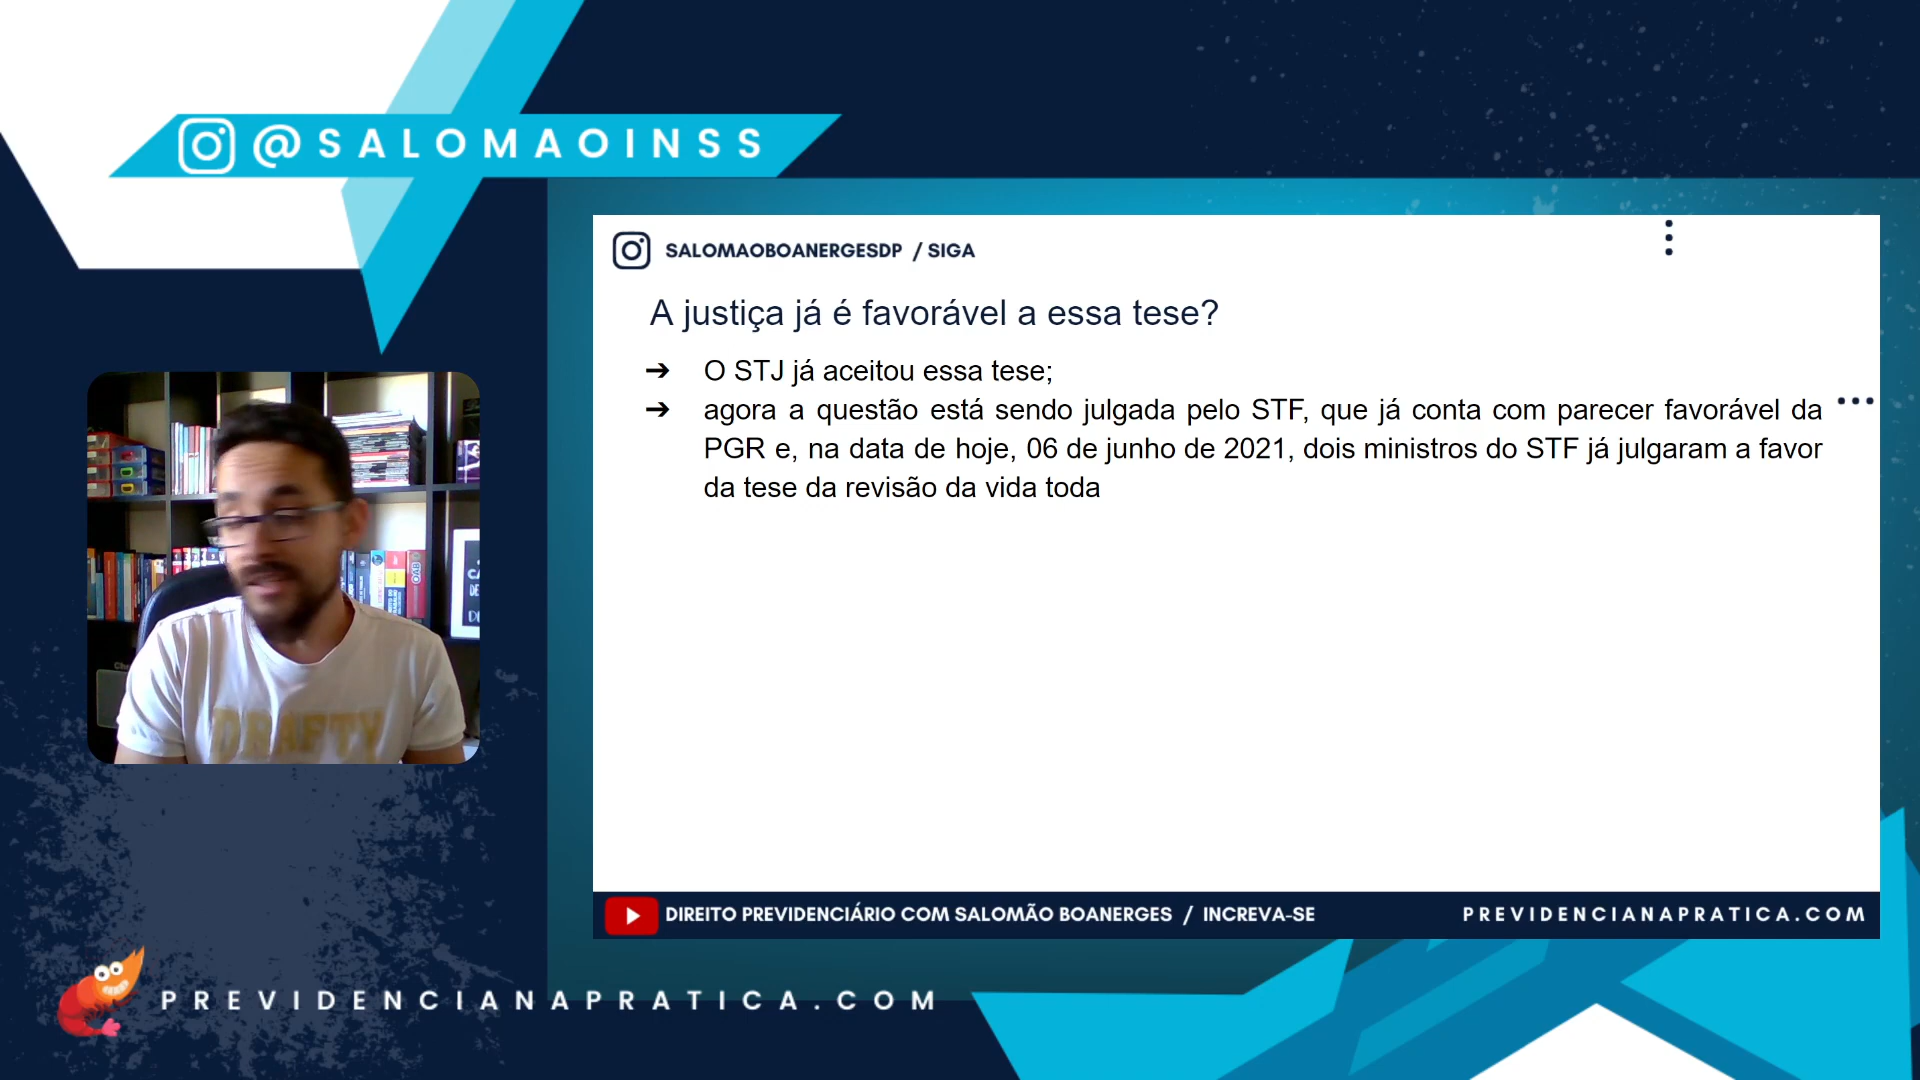 @SALOMAOINSS
SALOMAOBOANERGESDP / SIGA
A justiça já é favorável a essa tese?
➔ O STJ já aceitou essa tese;
➔ agora a questão está sendo julgada pelo STF, que já conta com parecer favorável da
PGR e, na data de hoje, 06 de junho de 2021, dois ministros do STF já julgaram a favor
da tese da revisão da vida toda
DRAFTY
OAB
DIREITO PREVIDENCIÁRIO COM SALOMÃO BOANERGES / INCREVA-SE
PREVIDENCIANAPRATICA.COM
PREVIDENCIANAPRATICA.COM